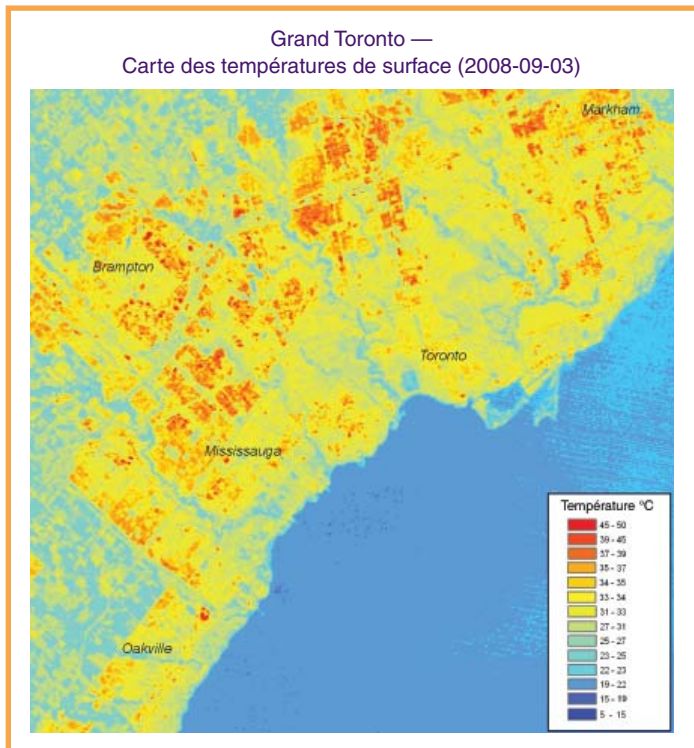 Grand Toronto —
Carte des températures de surface (2008-09-03)
Markham
Brampton
Toronto
Mississauga
Oakville
Température °C
45 - 50
39 - 45
37 - 39
35 - 37
34 - 35
33 - 34
31 - 33
27 - 31
25 - 27
23 - 25
22 - 23
19 - 22
15 - 19
5 - 15